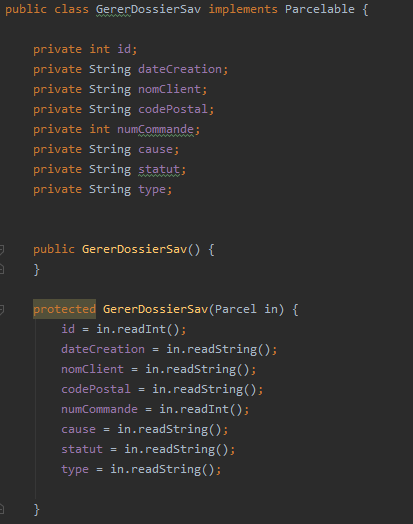 public class GererDossierSav implements Parcelable {
private int id;
private String dateCreation;
private String nomClient;
private String codePostal;
private int numCommande;
private String cause;
private String statut;
private String type;
public GererDossierSav() {
}
protected GererDossierSav(Parcel in) {
id = in.readInt();
dateCreation = in.readString();
nomClient = in.readString();
codePostal = in.readString();
numCommande = in.readInt();
cause = in.readString();
statut = in.readString();
type = in.readString();
}